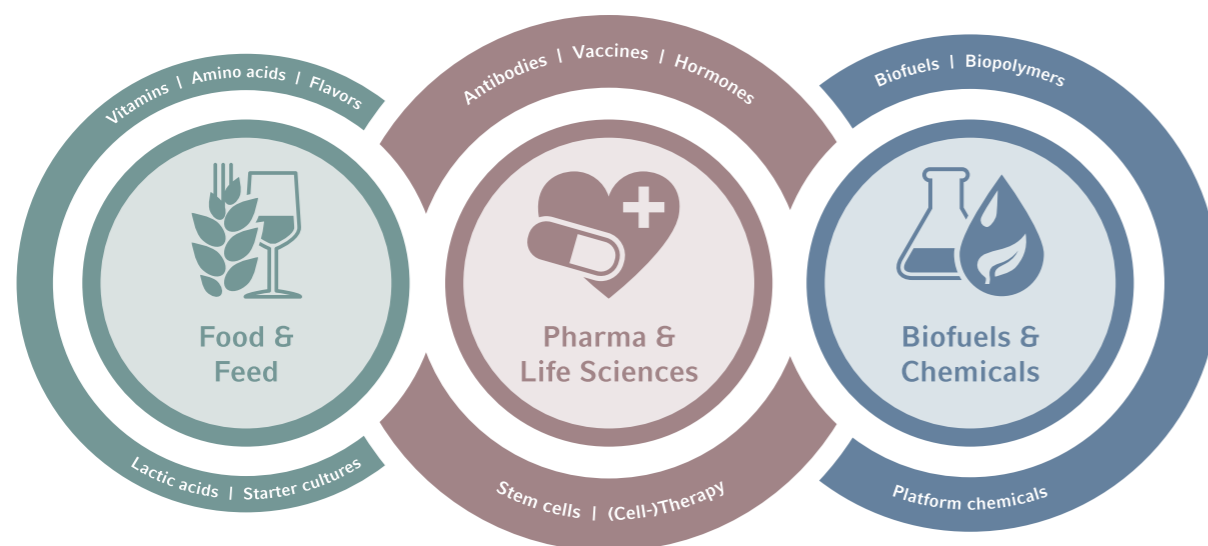 Vitamins | Amino acids | Flavors
Food &
Feed
Lactic acids | Starter cultures
Antibodies | Vaccines | Hormones
Pharma &
Life Sciences
Stem cells | (Cell-)Therapy
Biofuels | Biopolymers
Biofuels &
Chemicals
Platform chemicals